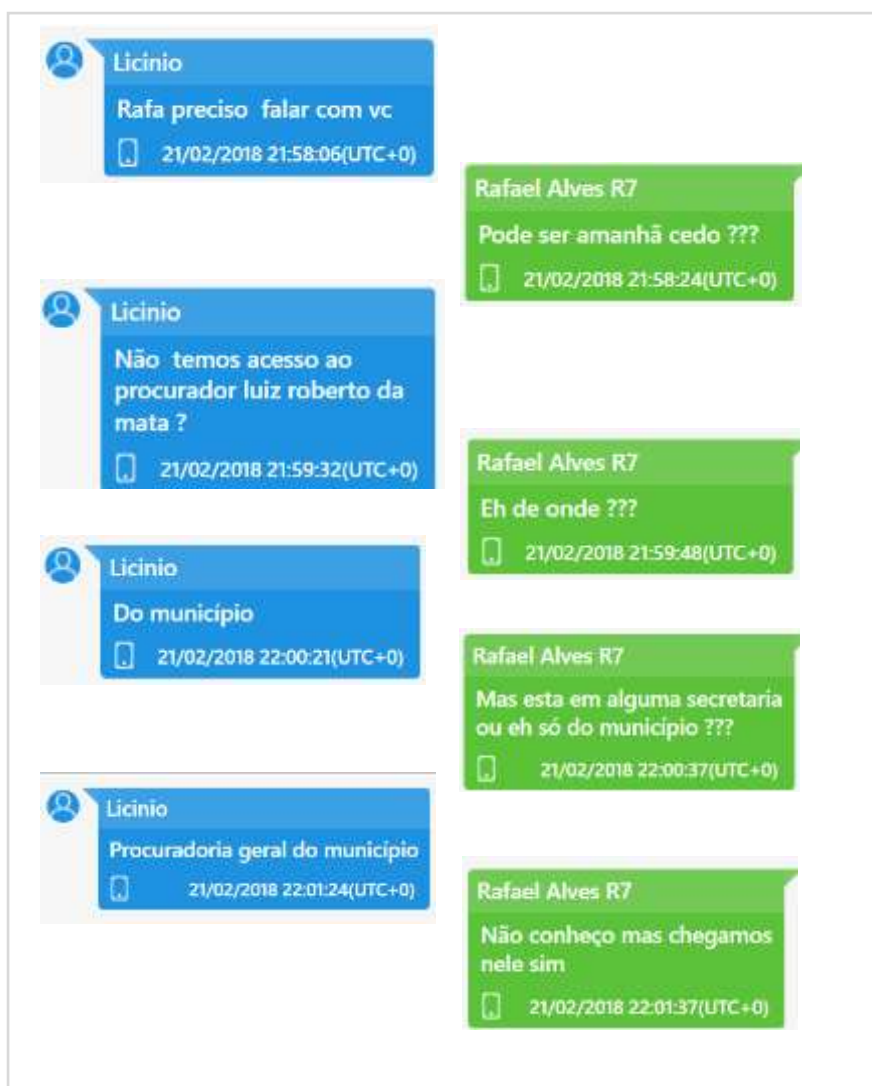 Licinio
Rafa preciso falar com vc
21/02/2018 21:58:06(UTC+0)
Rafael Alves R7
Pode ser amanhã cedo ???
21/02/2018 21:58:24(UTC+0)
Licinio
Não temos acesso ao
procurador luiz roberto da
mata ?
21/02/2018 21:59:32(UTC+0)
Rafael Alves R7
Eh de onde ???
21/02/2018 21:59:48(UTC+0)
Licinio
Do município
21/02/2018 22:00:21(UTC+0)
Rafael Alves R7
Mas esta em alguma secretaria
ou eh só do município ???
21/02/2018 22:00:37(UTC+0)
Licinio
Procuradoria geral do município
21/02/2018 22:01:24(UTC+0)
Rafael Alves R7
Não conheço mas chegamos
nele sim
21/02/2018 22:01:37(UTC+0)